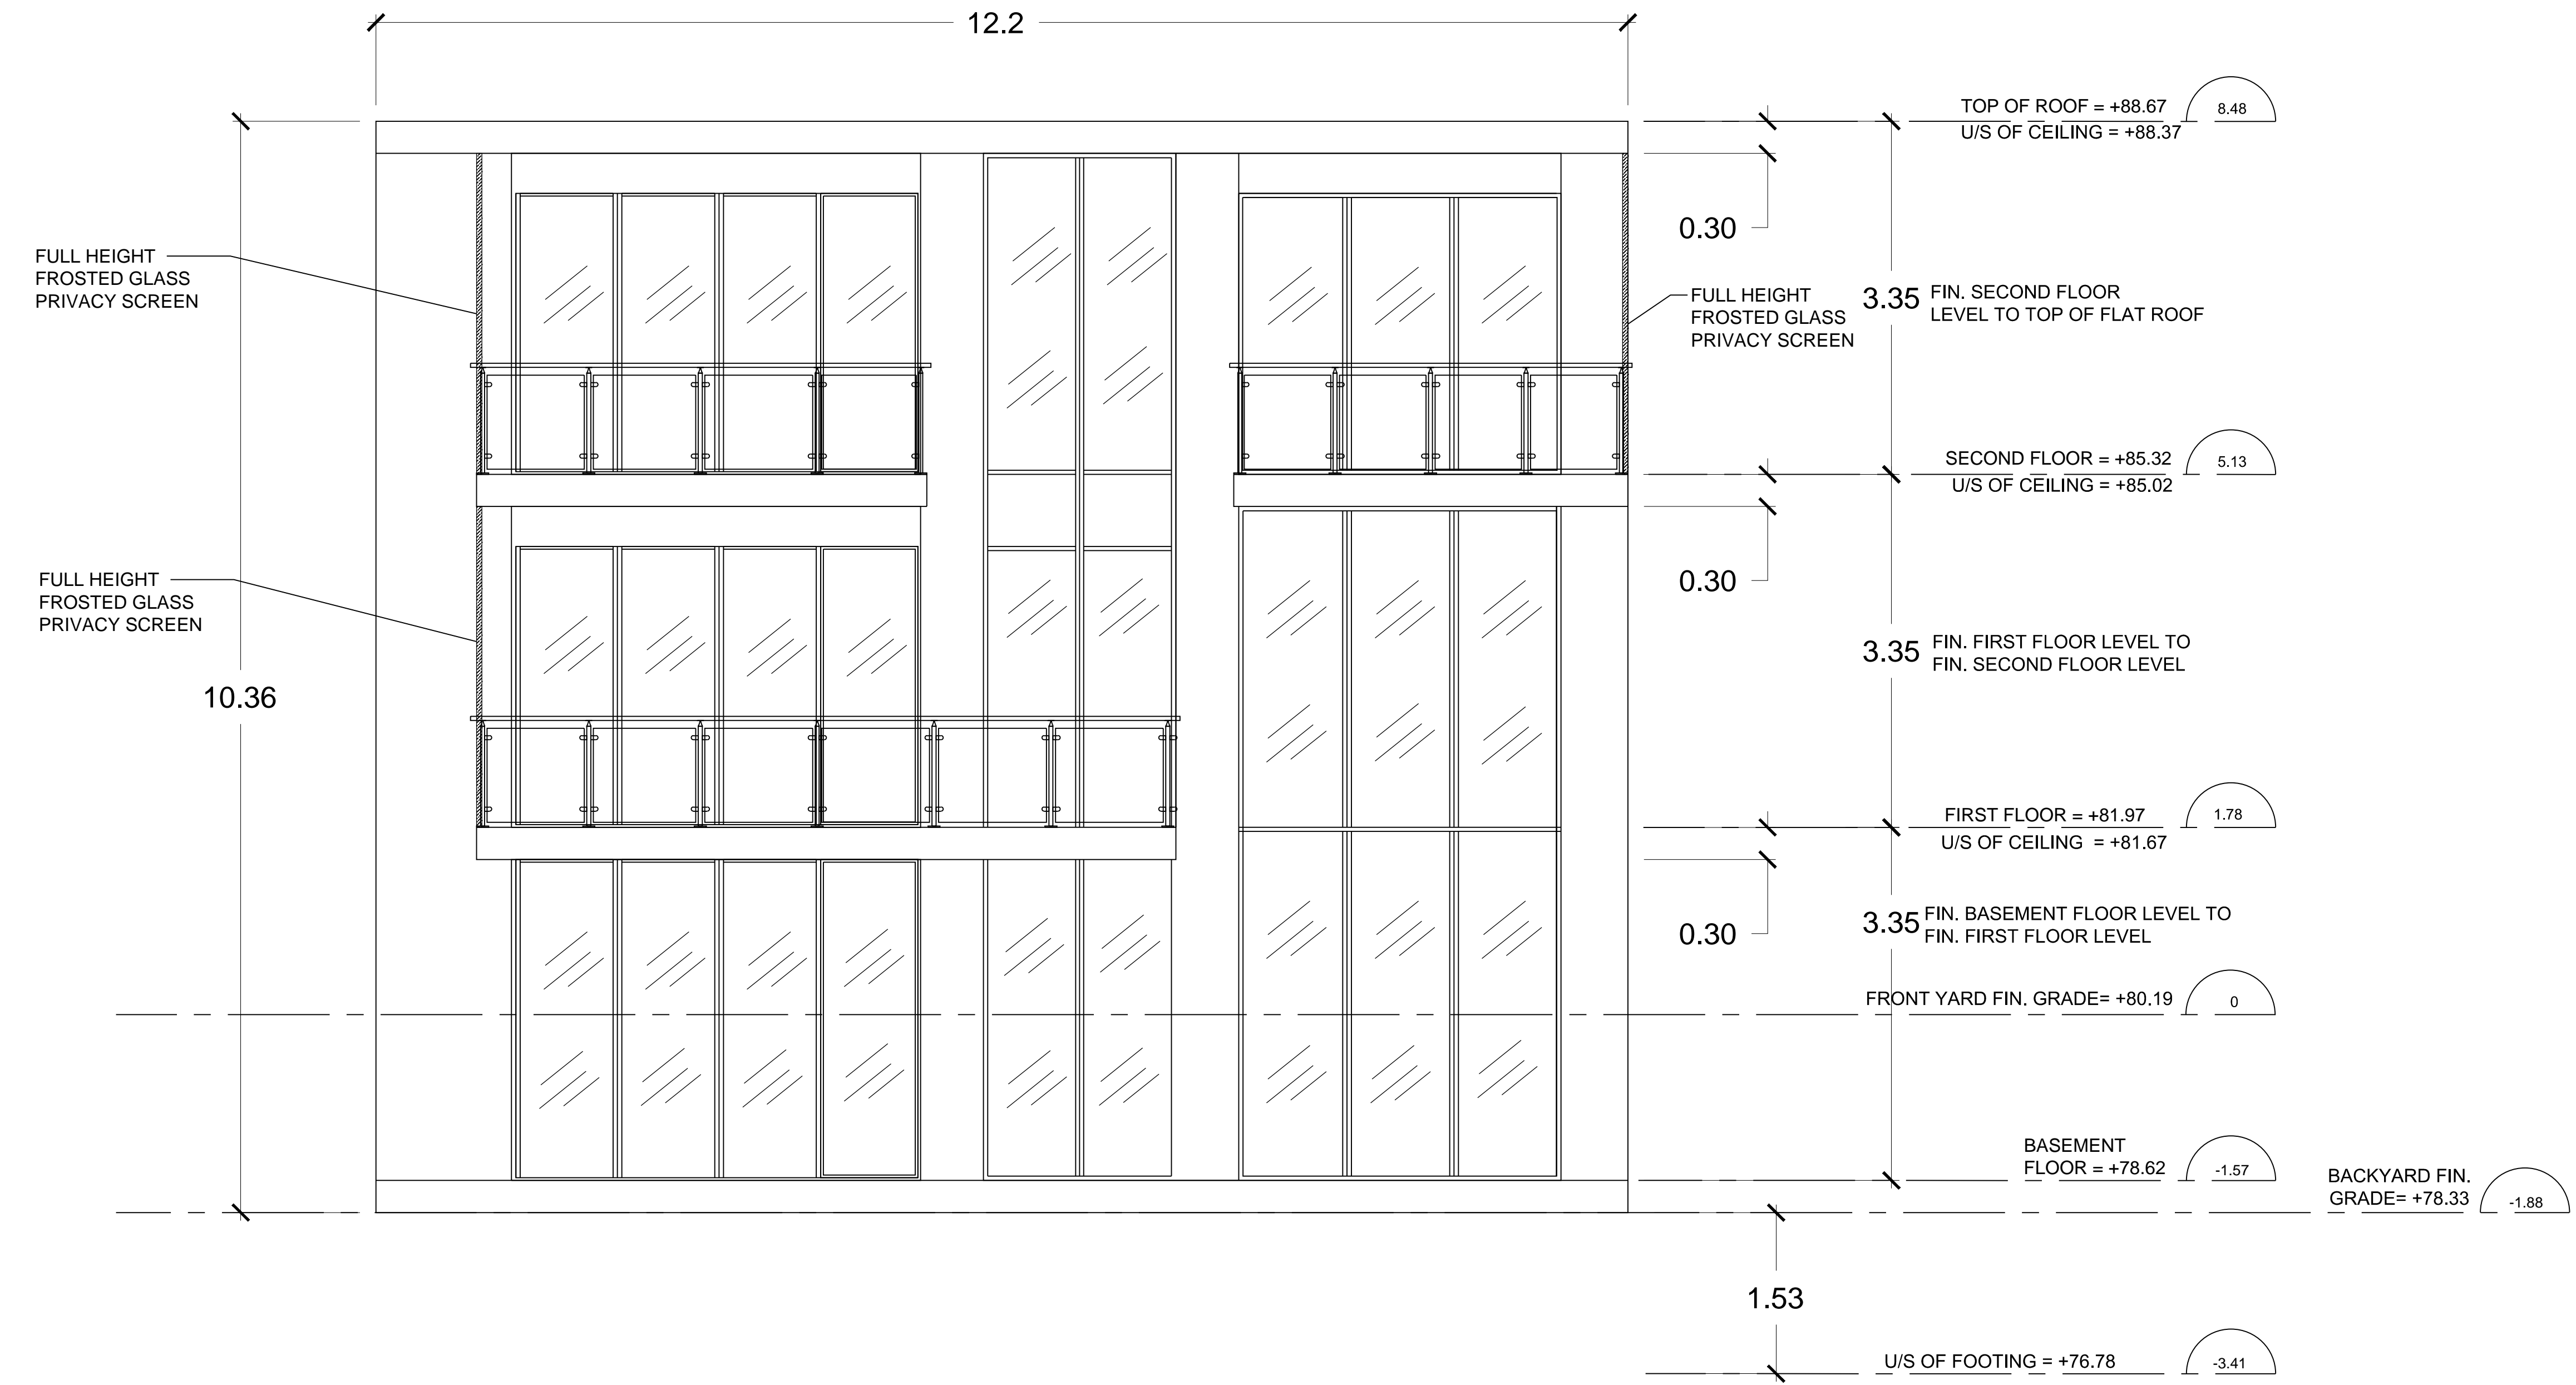 12.2
TOP OF ROOF = +88.67
8.48
U/S OF CEILING = +88.37
0.30
FULL HEIGHT
FROSTED GLASS
PRIVACY SCREEN
FULL HEIGHT
FROSTED GLASS
PRIVACY SCREEN
3.35
FIN. SECOND FLOOR
LEVEL TO TOP OF FLAT ROOF
SECOND FLOOR = +85.32
5.13
U/S OF CEILING = +85.02
0.30
FULL HEIGHT
FROSTED GLASS
PRIVACY SCREEN
3.35
FIN. FIRST FLOOR LEVEL TO
FIN. SECOND FLOOR LEVEL
10.36
FIRST FLOOR = +81.97
1.78
U/S OF CEILING = +81.67
0.30
3.35
FIN. BASEMENT FLOOR LEVEL TO
FIN. FIRST FLOOR LEVEL
FRONT YARD FIN. GRADE= +80.19
0
BASEMENT
FLOOR = +78.62
-1.57
BACKYARD FIN.
GRADE= +78.33
-1.88
1.53
U/S OF FOOTING = +76.78
-3.41